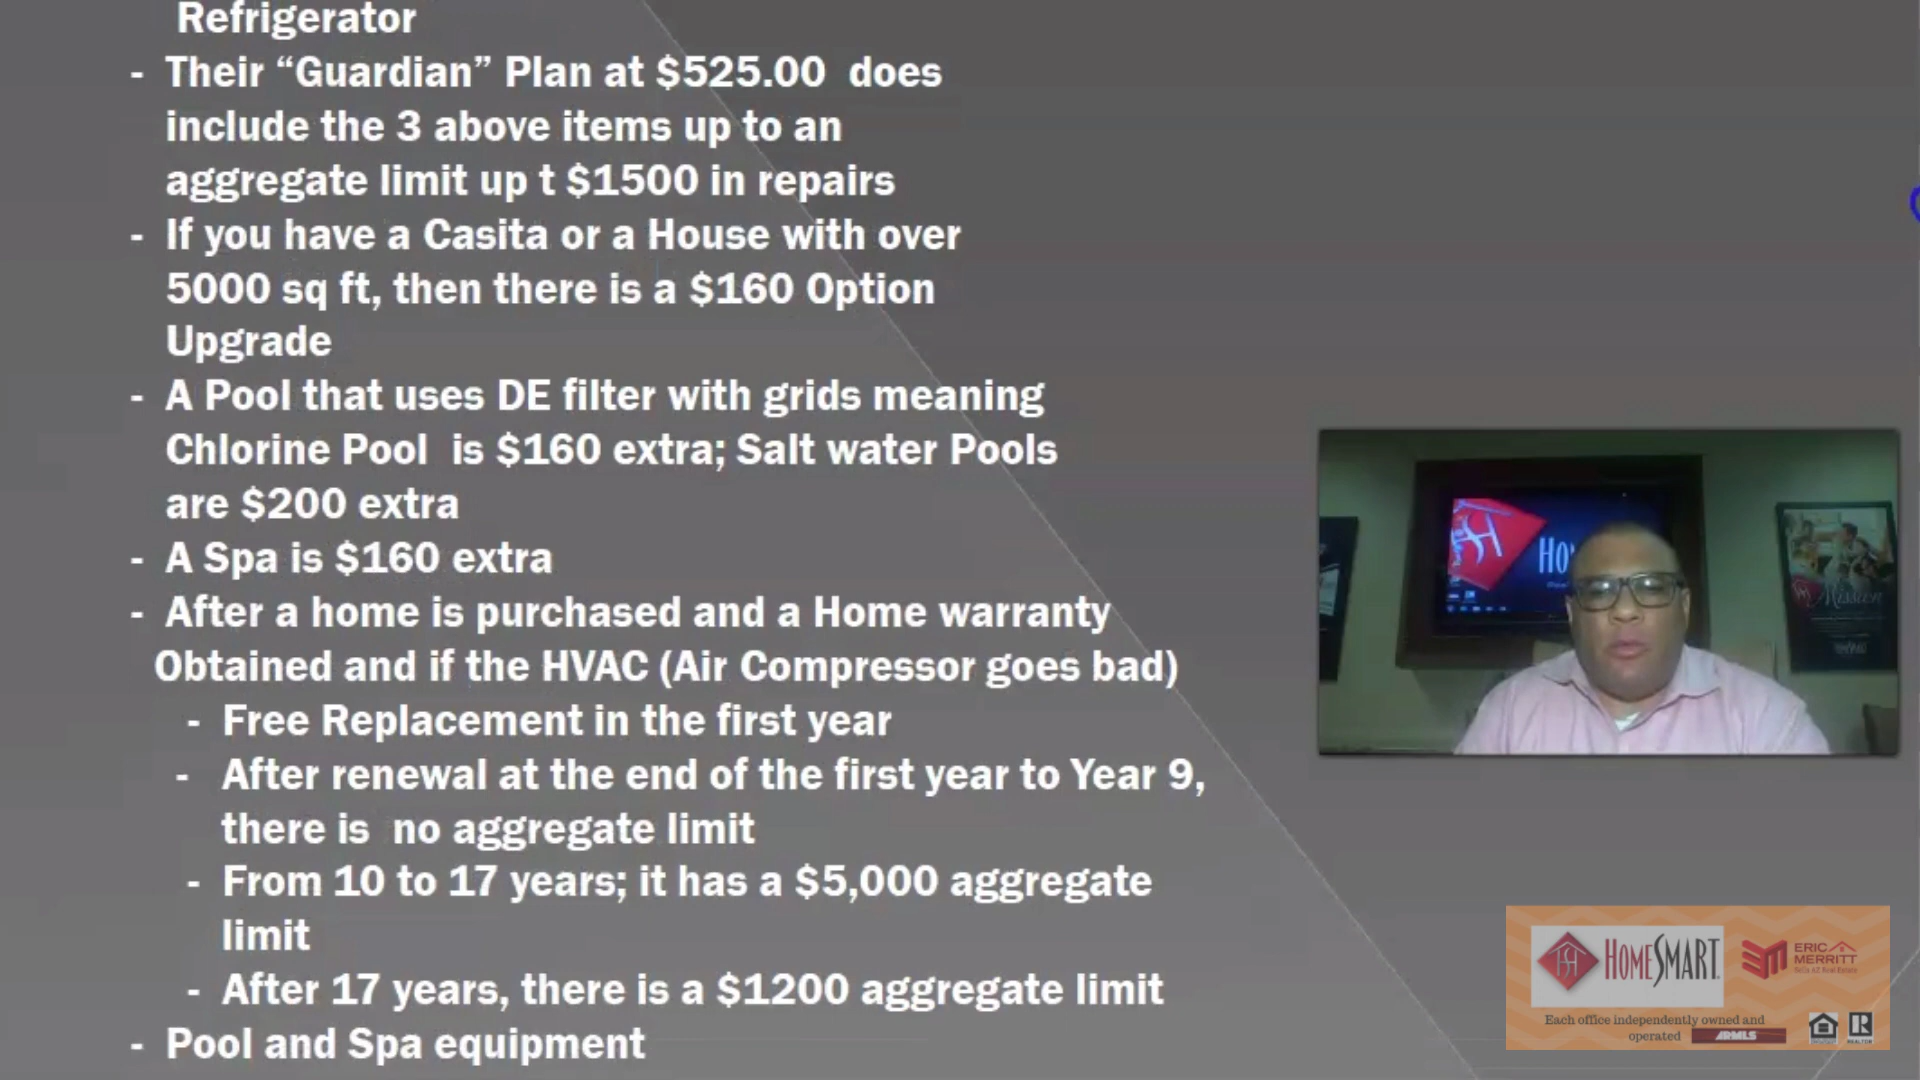 Refrigerator
- Their “Guardian” Plan at $525.00 does
include the 3 above items up to an
aggregate limit up t $1500 in repairs
- If you have a Casita or a House with over
5000 sq ft, then there is a $160 Option
Upgrade
- A Pool that uses DE filter with grids meaning
Chlorine Pool is $160 extra; Salt water Pools
are $200 extra
- A Spa is $160 extra
- After a home is purchased and a Home warranty
Obtained and if the HVAC (Air Compressor goes bad)
- Free Replacement in the first year
- After renewal at the end of the first year to Year 9,
there is no aggregate limit
- From 10 to 17 years; it has a $5,000 aggregate
limit
- After 17 years, there is a $1200 aggregate limit
- Pool and Spa equipment
HO
Mission
HOMESMART
ERIC
MERRITT
Sells AZ Real Estate
Each office independently owned and
operated
ARMLS
REALTOR